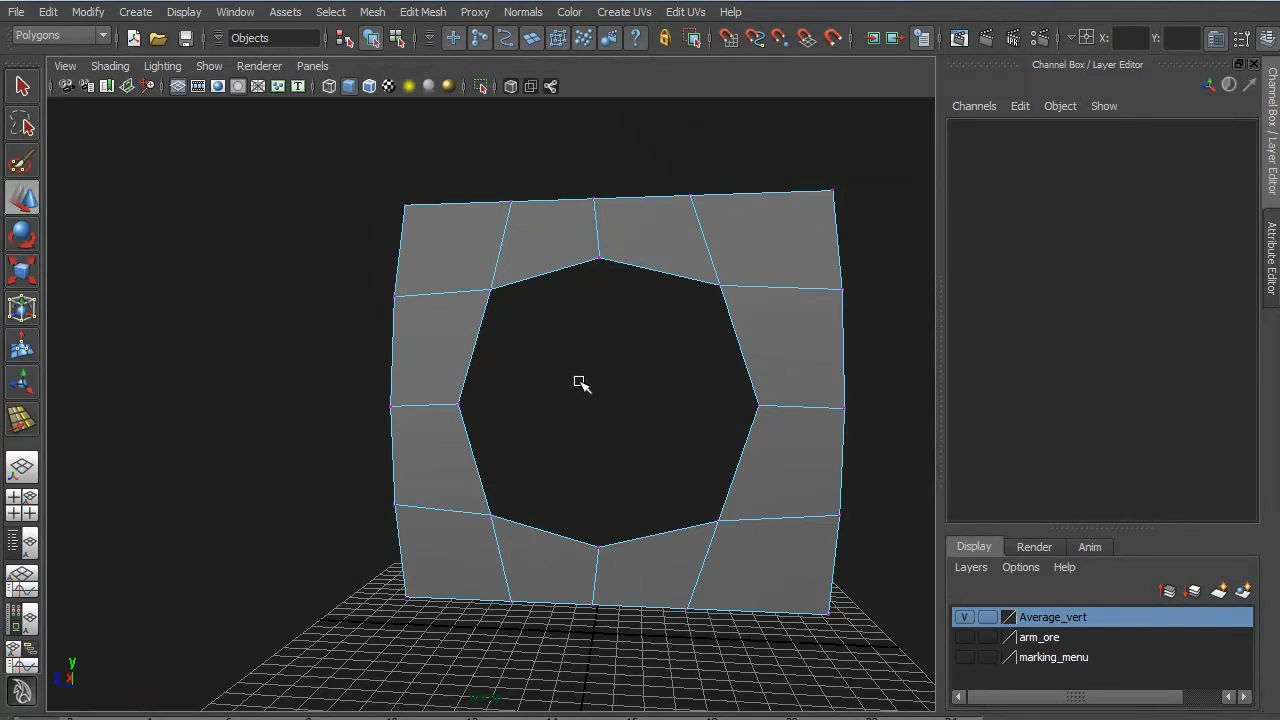 File Edit Modify Create Display Window Assets Select Mesh Edit Mesh Proxy Normals Color Create UVs Edit UVs Help
Polygons Objects X: Y:
View Shading Lighting Show Renderer Panels
Channel Box / Layer Editor
Channels Edit Object Show
Channel Box / Layer Editor
Attribute Editor
Display Render Anim
Layers Options Help
V Average_vert
arm_ore
marking_menu
y
x